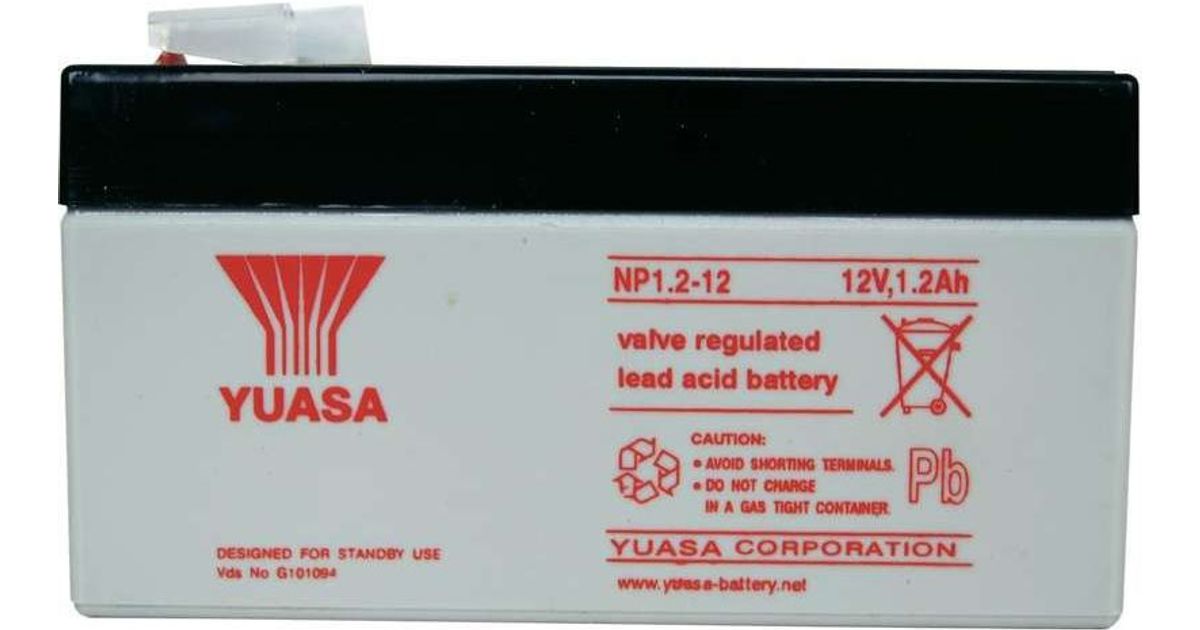 YUASA
NP1.2-12 12V,1.2Ah
valve regulated
lead acid battery
CAUTION:
• AVOID SHORTING TERMINALS.
• DO NOT CHARGE
IN A GAS TIGHT CONTAINER.
Pb
YUASA CORPORATION
www.yuasa-battery.net
DESIGNED FOR STANDBY USE
Vds No G101094